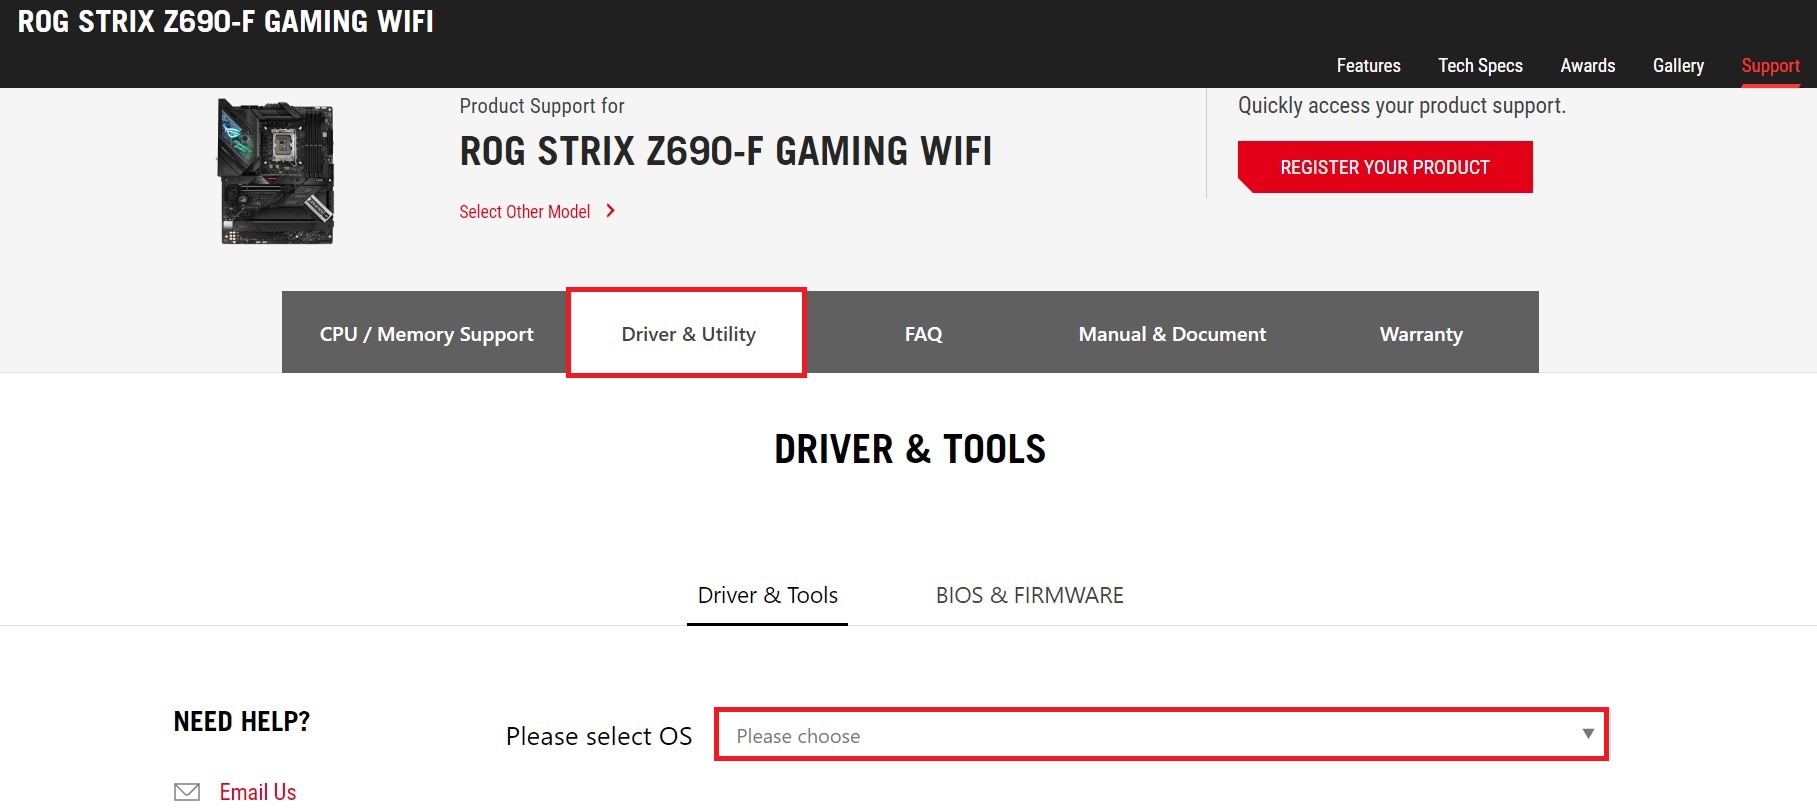 ROG STRIX Z690-F GAMING WIFI
Features Tech Specs Awards Gallery Support
Product Support for
ROG STRIX Z690-F GAMING WIFI
Select Other Model
Quickly access your product support.
REGISTER YOUR PRODUCT
CPU / Memory Support Driver & Utility FAQ Manual & Document Warranty
DRIVER & TOOLS
Driver & Tools BIOS & FIRMWARE
NEED HELP?
Email Us
Please select OS Please choose